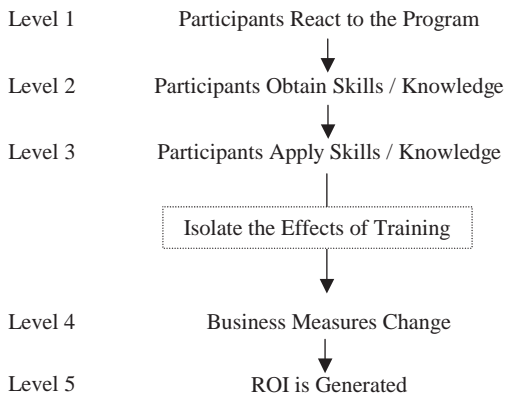 Level 1 Participants React to the Program
Level 2 Participants Obtain Skills / Knowledge
Level 3 Participants Apply Skills / Knowledge
Isolate the Effects of Training
Level 4 Business Measures Change
Level 5 ROI is Generated